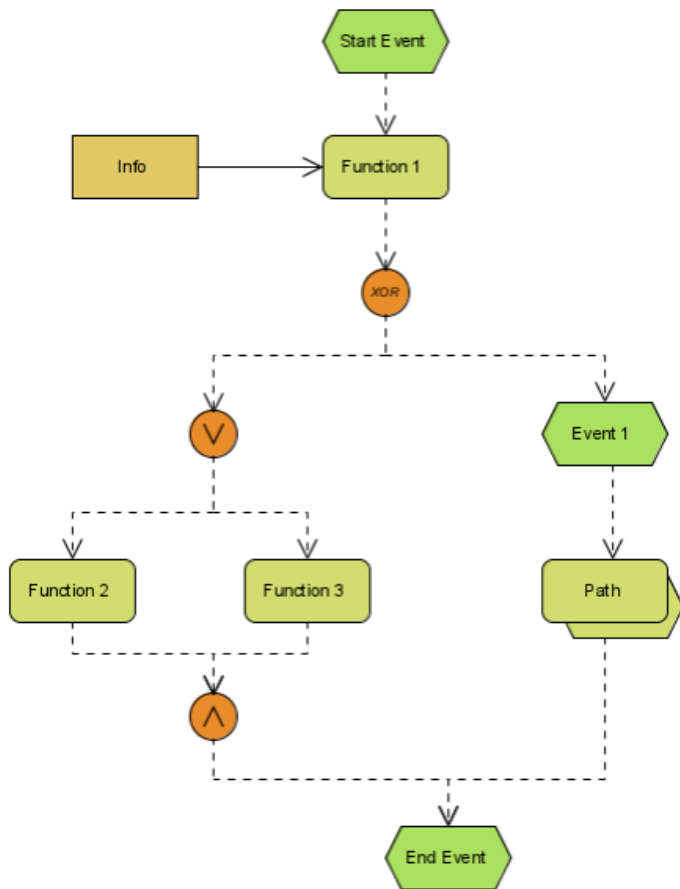 Start Event
Info
Function 1
XOR
Event 1
Function 2
Function 3
Path
End Event